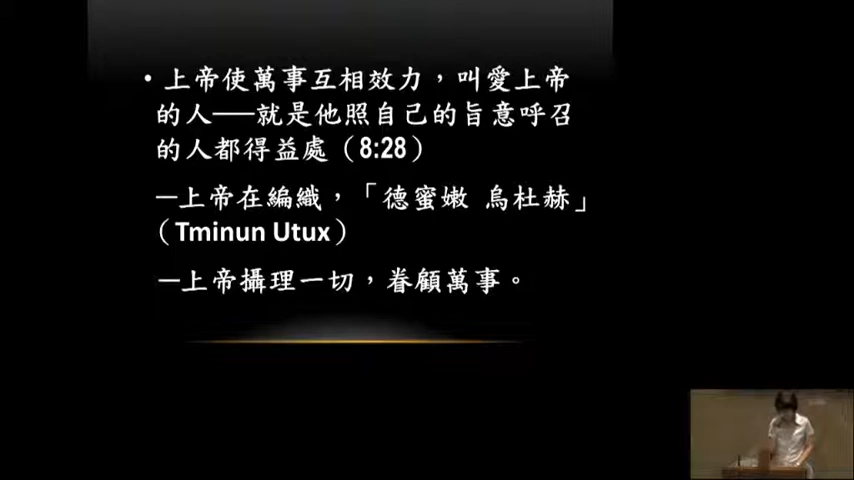 • 上帝使萬事互相效力，叫愛上帝
的人──就是他照自己的旨意呼召
的人都得益處（8:28）
─上帝在編織，「德蜜嫩 烏杜赫」
（Tminun Utux）
─上帝攝理一切，眷顧萬事。